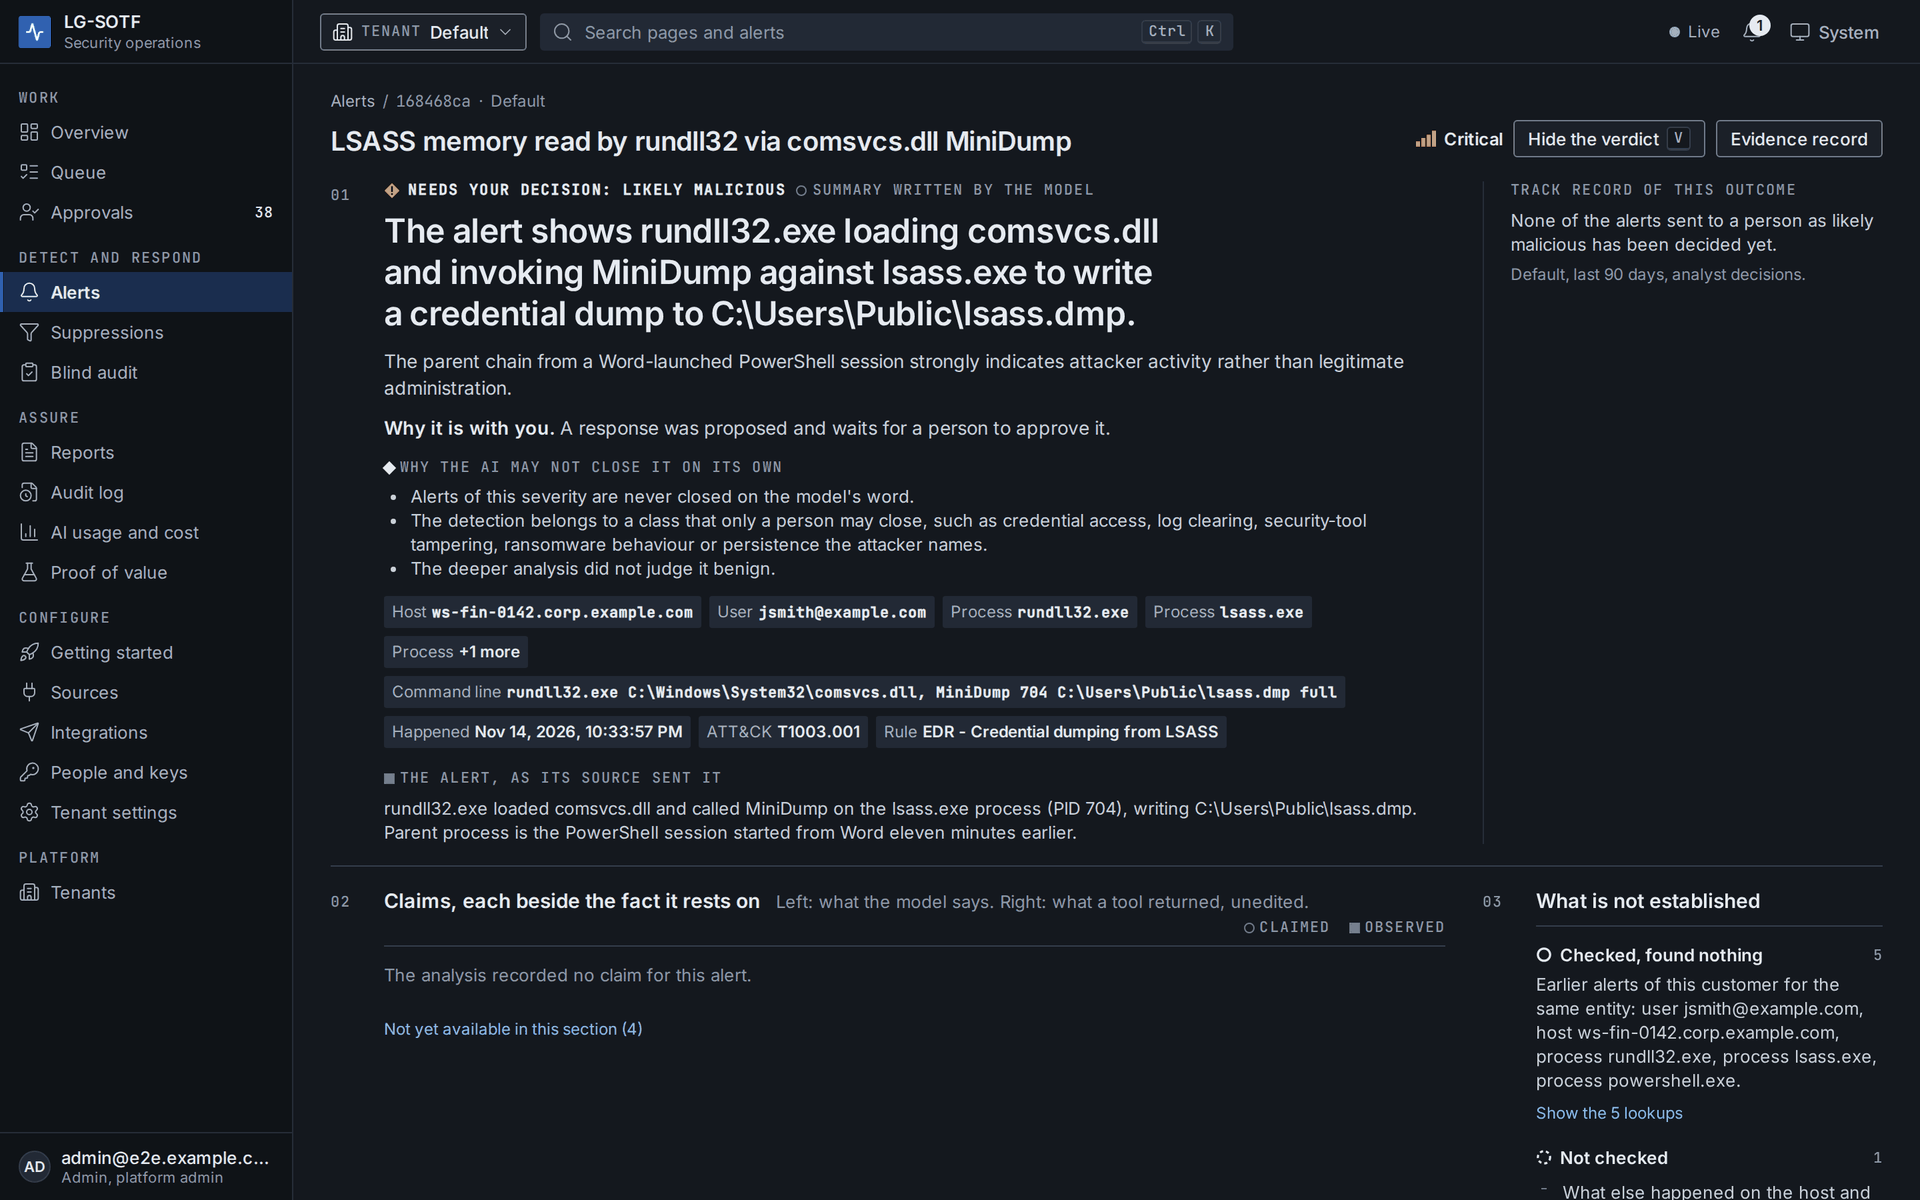 LG-SOTF
Security operations
TENANT Default
Search pages and alerts
Ctrl K
Live
1
System
WORK
Overview
Queue
Approvals 38
DETECT AND RESPOND
Alerts
Suppressions
Blind audit
ASSURE
Reports
Audit log
AI usage and cost
Proof of value
CONFIGURE
Getting started
Sources
Integrations
People and keys
Tenant settings
PLATFORM
Tenants
AD
admin@e2e.example.c...
Admin, platform admin
Alerts / 168468ca · Default
LSASS memory read by rundll32 via comsvcs.dll MiniDump
Critical
Hide the verdict V
Evidence record
01
NEEDS YOUR DECISION: LIKELY MALICIOUS SUMMARY WRITTEN BY THE MODEL
The alert shows rundll32.exe loading comsvcs.dll
and invoking MiniDump against lsass.exe to write
a credential dump to C:\Users\Public\lsass.dmp.
The parent chain from a Word-launched PowerShell session strongly indicates attacker activity rather than legitimate
administration.
Why it is with you. A response was proposed and waits for a person to approve it.
WHY THE AI MAY NOT CLOSE IT ON ITS OWN
• Alerts of this severity are never closed on the model's word.
• The detection belongs to a class that only a person may close, such as credential access, log clearing, security-tool
tampering, ransomware behaviour or persistence the attacker names.
• The deeper analysis did not judge it benign.
Host ws-fin-0142.corp.example.com
User jsmith@example.com
Process rundll32.exe
Process lsass.exe
Process +1 more
Command line rundll32.exe C:\Windows\System32\comsvcs.dll, MiniDump 704 C:\Users\Public\lsass.dmp full
Happened Nov 14, 2026, 10:33:57 PM
ATT&CK T1003.001
Rule EDR - Credential dumping from LSASS
THE ALERT, AS ITS SOURCE SENT IT
rundll32.exe loaded comsvcs.dll and called MiniDump on the lsass.exe process (PID 704), writing C:\Users\Public\lsass.dmp.
Parent process is the PowerShell session started from Word eleven minutes earlier.
TRACK RECORD OF THIS OUTCOME
None of the alerts sent to a person as likely
malicious has been decided yet.
Default, last 90 days, analyst decisions.
02
Claims, each beside the fact it rests on Left: what the model says. Right: what a tool returned, unedited.
CLAIMED OBSERVED
The analysis recorded no claim for this alert.
Not yet available in this section (4)
03
What is not established
Checked, found nothing 5
Earlier alerts of this customer for the
same entity: user jsmith@example.com,
host ws-fin-0142.corp.example.com,
process rundll32.exe, process lsass.exe,
process powershell.exe.
Show the 5 lookups
Not checked 1
- What else happened on the host and